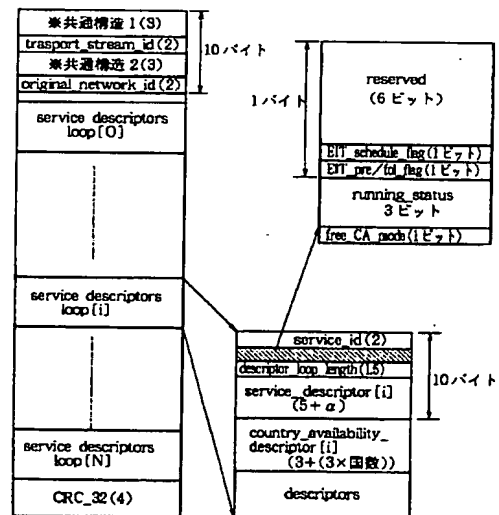 ※共通構造1(3)
trasport_stream_id(2)
※共通構造2(3)
original_network_id(2)
service descriptors
loop[0]
service descriptors
loop[i]
service descriptors
loop[N]
CRC_32(4)
10バイト
1バイト
reserved
(6ビット)
EIT_schedule_flag(1ビット)
EIT_pre/fol_flag(1ビット)
running_status
3ビット
free_CA_mode(1ビット)
service_id(2)
descriptor_loop_length(1.5)
service_descriptor[i]
(5+α)
country_availability_
descriptor[i]
(3+(3×国数))
descriptors
10バイト